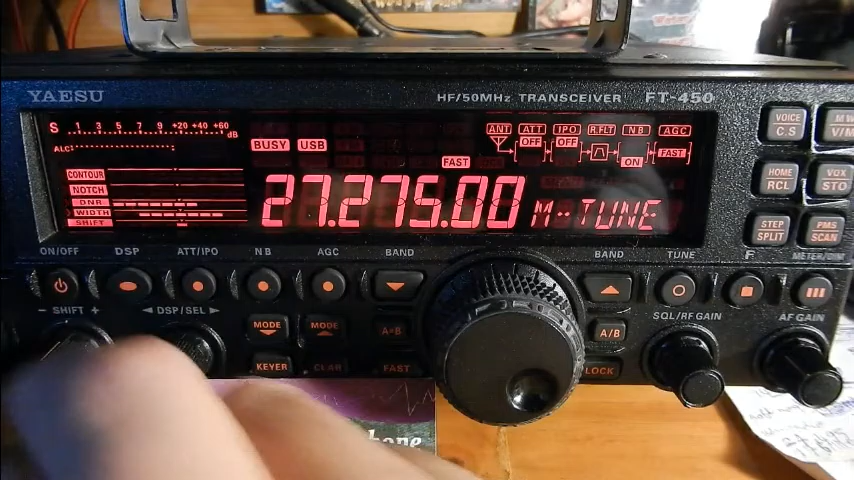 YAESU
HF/50MHz TRANSCEIVER FT-450
S 1 3 5 7 9 +20 +40 +60 dB
ALC
BUSY USB
ANT ATT IPO R.FLT NB AGC
OFF OFF ON FAST
FAST
CONTOUR
NOTCH
DNR
WIDTH
SHIFT
27.275.00 M-TUNE
VOICE C.S
HOME RCL
VOX STO
STEP SPLIT
PMS SCAN
ON/OFF DSP ATT/IPO NB AGC BAND BAND TUNE F METER/DIM
- SHIFT + DSP/SEL MODE MODE A=B A/B SQL/RF GAIN AF GAIN
KEYER CLAR FAST LOCK